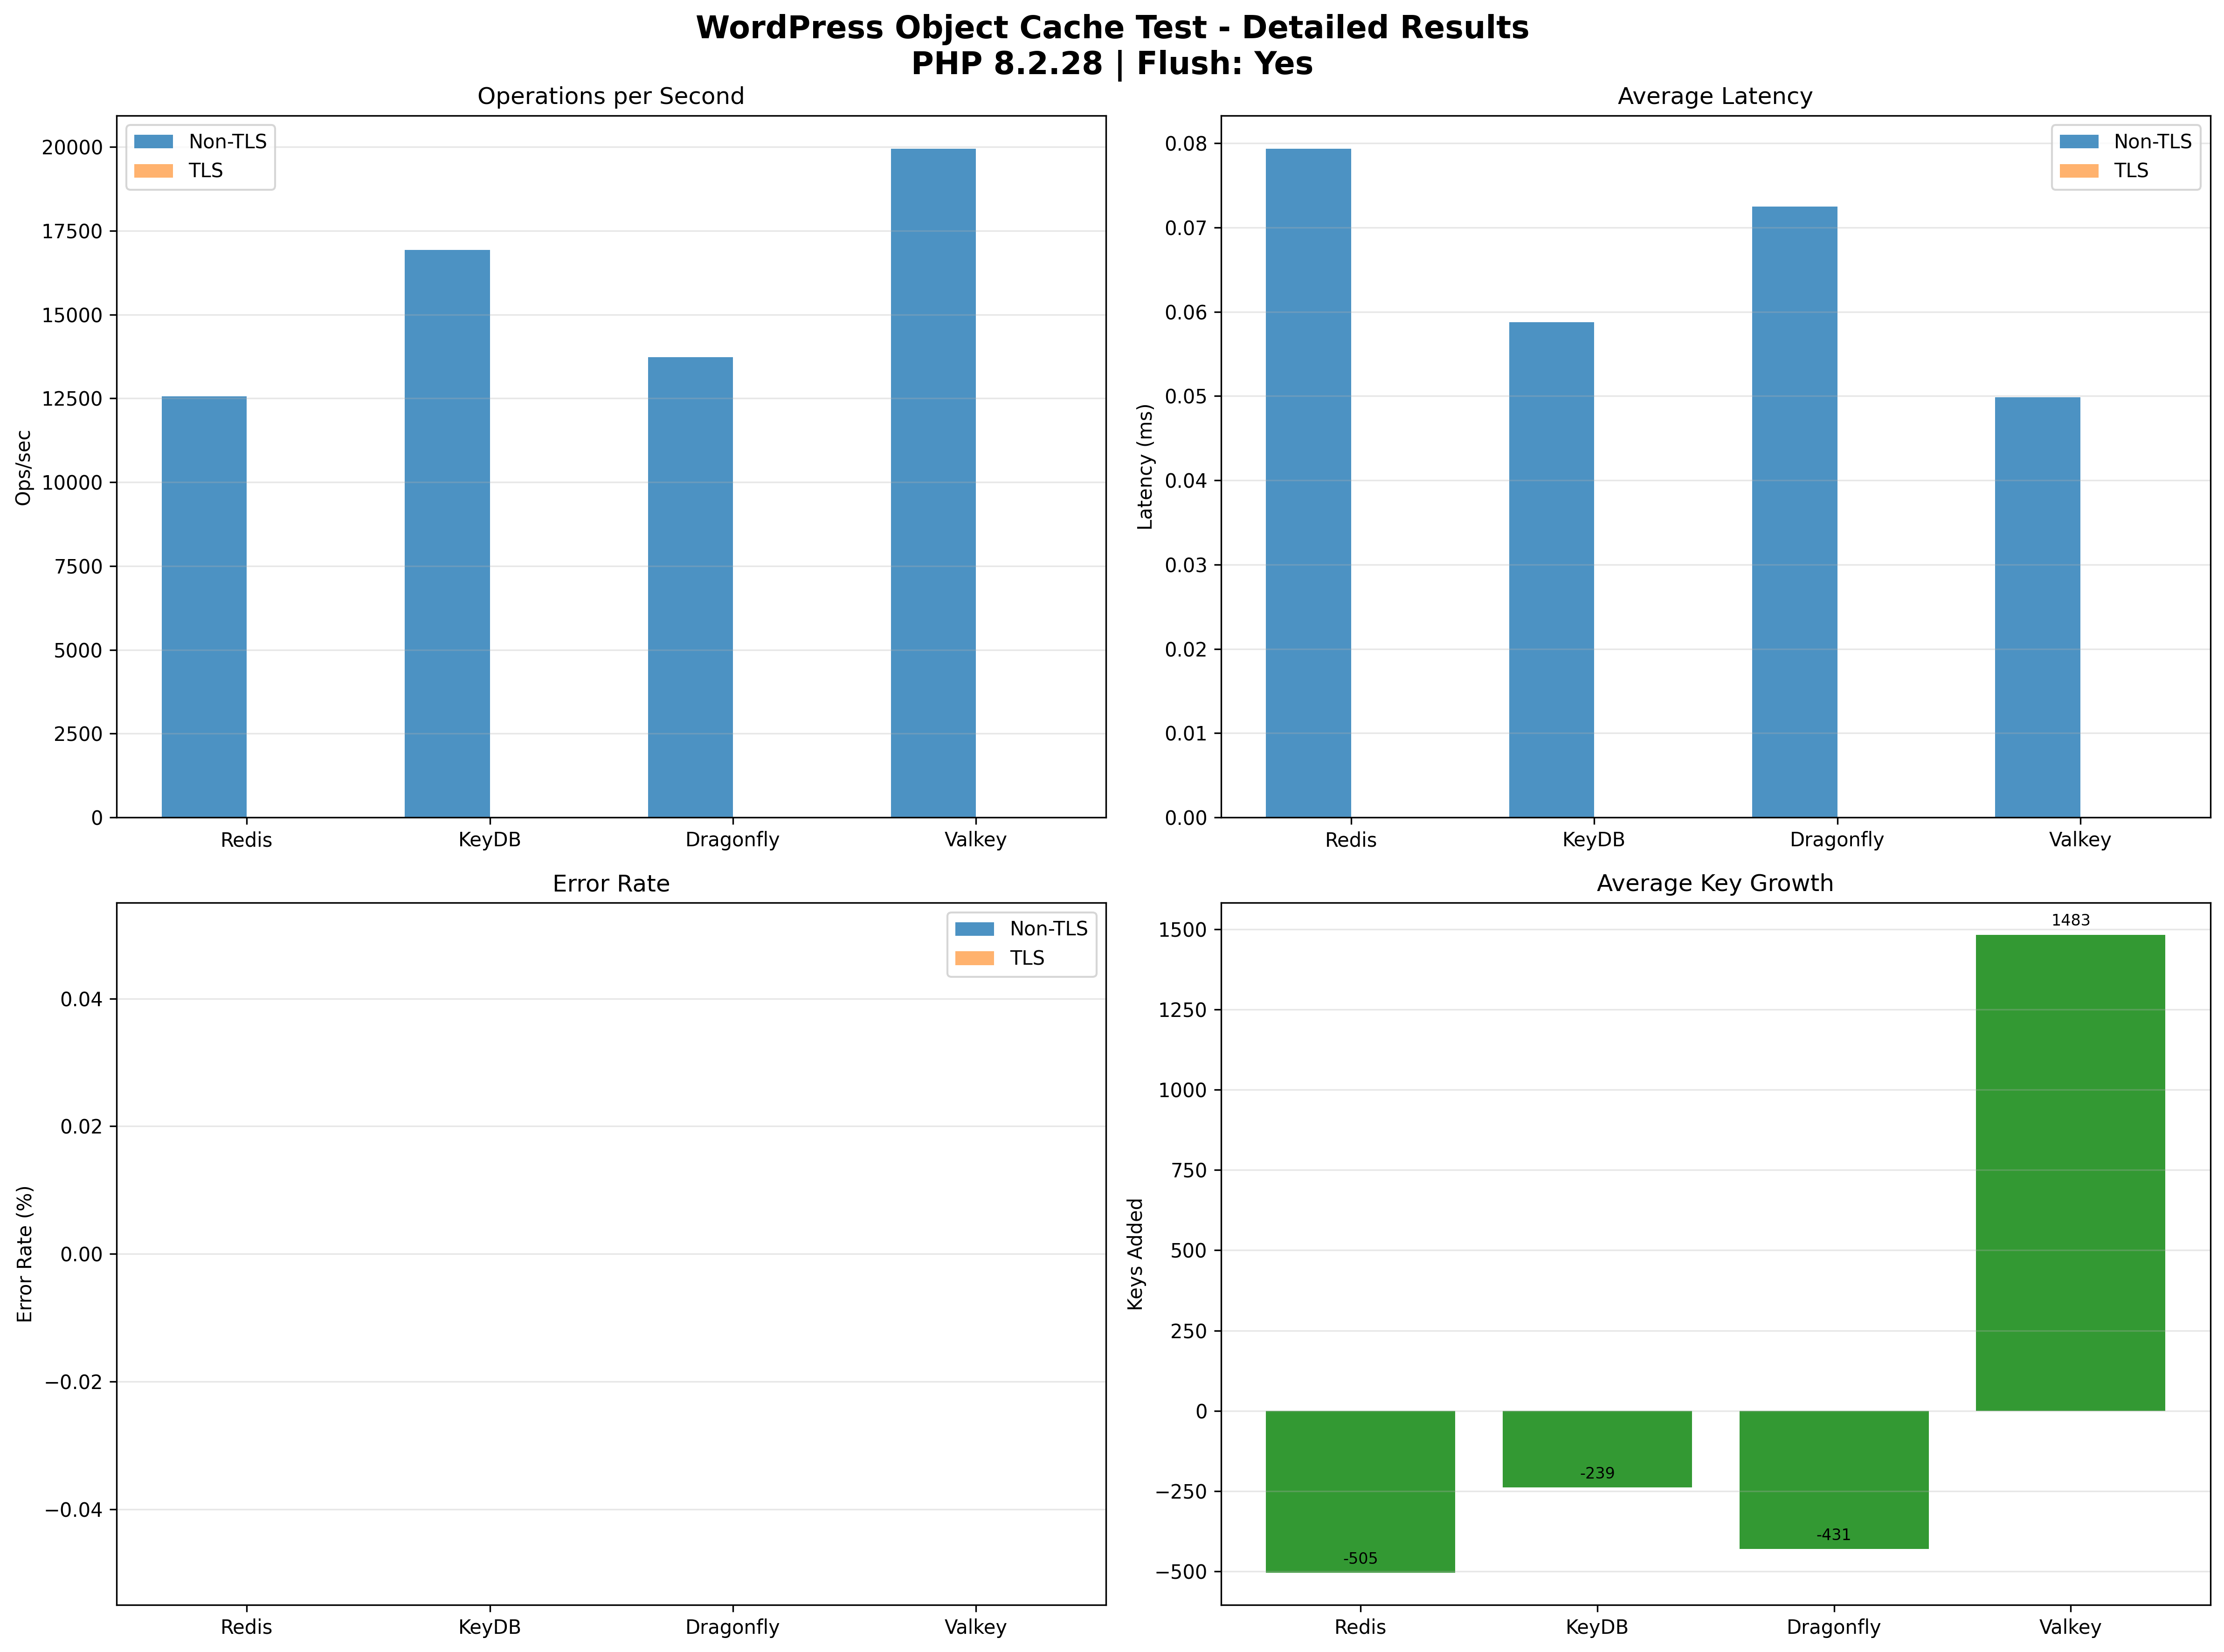 WordPress Object Cache Test - Detailed Results
PHP 8.2.28 | Flush: Yes
Operations per Second
Non-TLS
TLS
Ops/sec
20000
17500
15000
12500
10000
7500
5000
2500
0
Redis
KeyDB
Dragonfly
Valkey
Average Latency
Non-TLS
TLS
Latency (ms)
0.08
0.07
0.06
0.05
0.04
0.03
0.02
0.01
0.00
Redis
KeyDB
Dragonfly
Valkey
Error Rate
Non-TLS
TLS
Error Rate (%)
0.04
0.02
0.00
−0.02
−0.04
Redis
KeyDB
Dragonfly
Valkey
Average Key Growth
Keys Added
1500
1250
1000
750
500
250
0
−250
−500
-505
-239
-431
1483
Redis
KeyDB
Dragonfly
Valkey